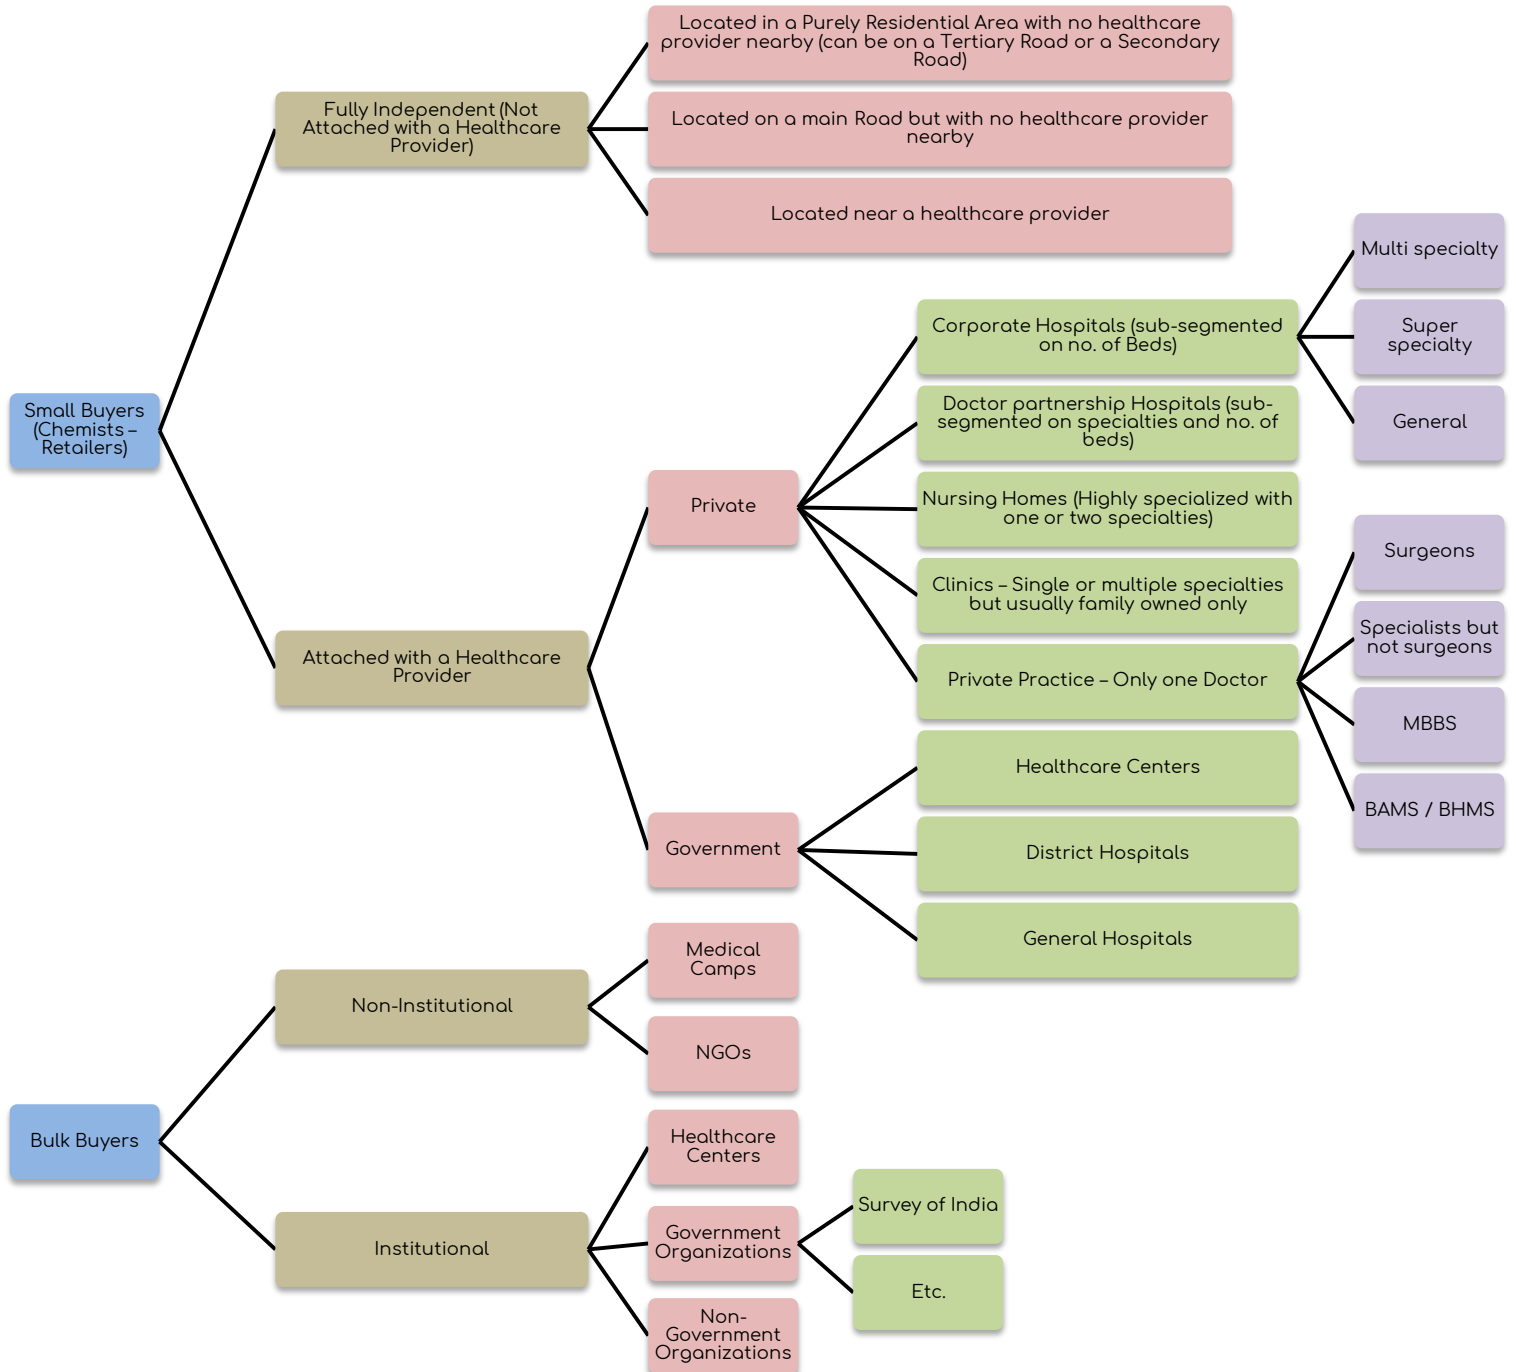 Located in a Purely Residential Area with no healthcare
provider nearby (can be on a Tertiary Road or a Secondary
Road)
Fully Independent (Not
Attached with a Healthcare
Provider)
Located on a main Road but with no healthcare provider
nearby
Located near a healthcare provider
Multi specialty
Corporate Hospitals (sub-segmented
on no. of Beds)
Super
specialty
General
Small Buyers
(Chemists –
Retailers)
Doctor partnership Hospitals (sub-
segmented on specialties and no. of
beds)
Private
Nursing Homes (Highly specialized with
one or two specialties)
Clinics – Single or multiple specialties
but usually family owned only
Surgeons
Specialists but
not surgeons
Attached with a Healthcare
Provider
Private Practice – Only one Doctor
MBBS
BAMS / BHMS
Healthcare Centers
Government
District Hospitals
General Hospitals
Medical
Camps
Non-Institutional
NGOs
Bulk Buyers
Healthcare
Centers
Institutional
Government
Organizations
Survey of India
Etc.
Non-
Government
Organizations